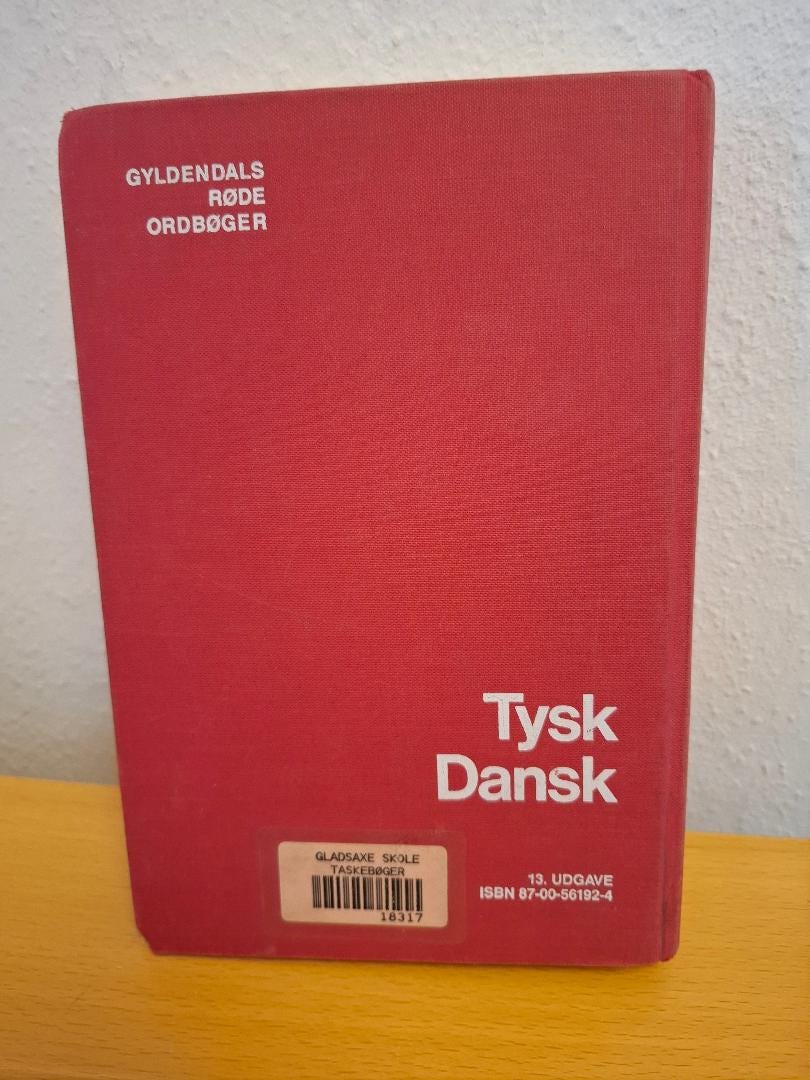 GYLDENDALS
RØDE
ORDBØGER
Tysk
Dansk
GLADSAXE SKOLE
TASKEBØGER
18317
13. UDGAVE
ISBN 87-00-56192-4